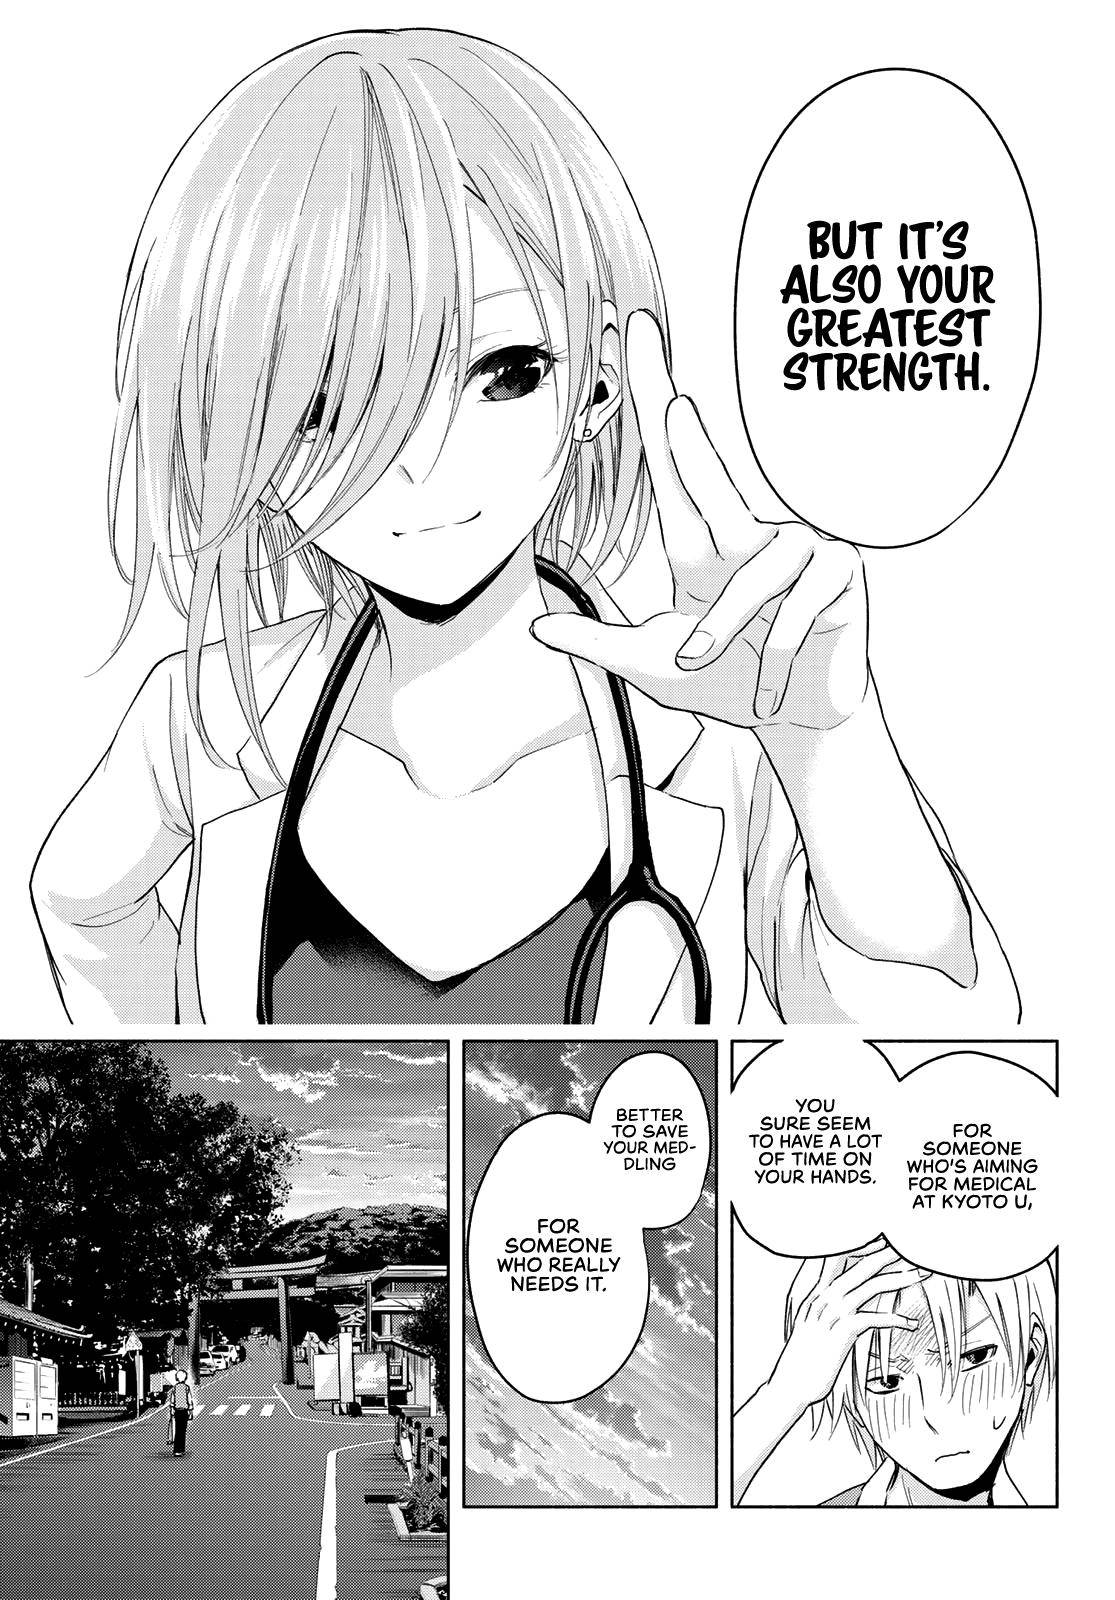 BUT IT'S
ALSO YOUR
GREATEST
STRENGTH.
FOR
SOMEONE
WHO'S AIMING
FOR MEDICAL
AT KYOTO U,
YOU
SURE SEEM
TO HAVE A LOT
OF TIME ON
YOUR HANDS.
BETTER
TO SAVE
YOUR MED-
DLING
FOR
SOMEONE
WHO REALLY
NEEDS IT.